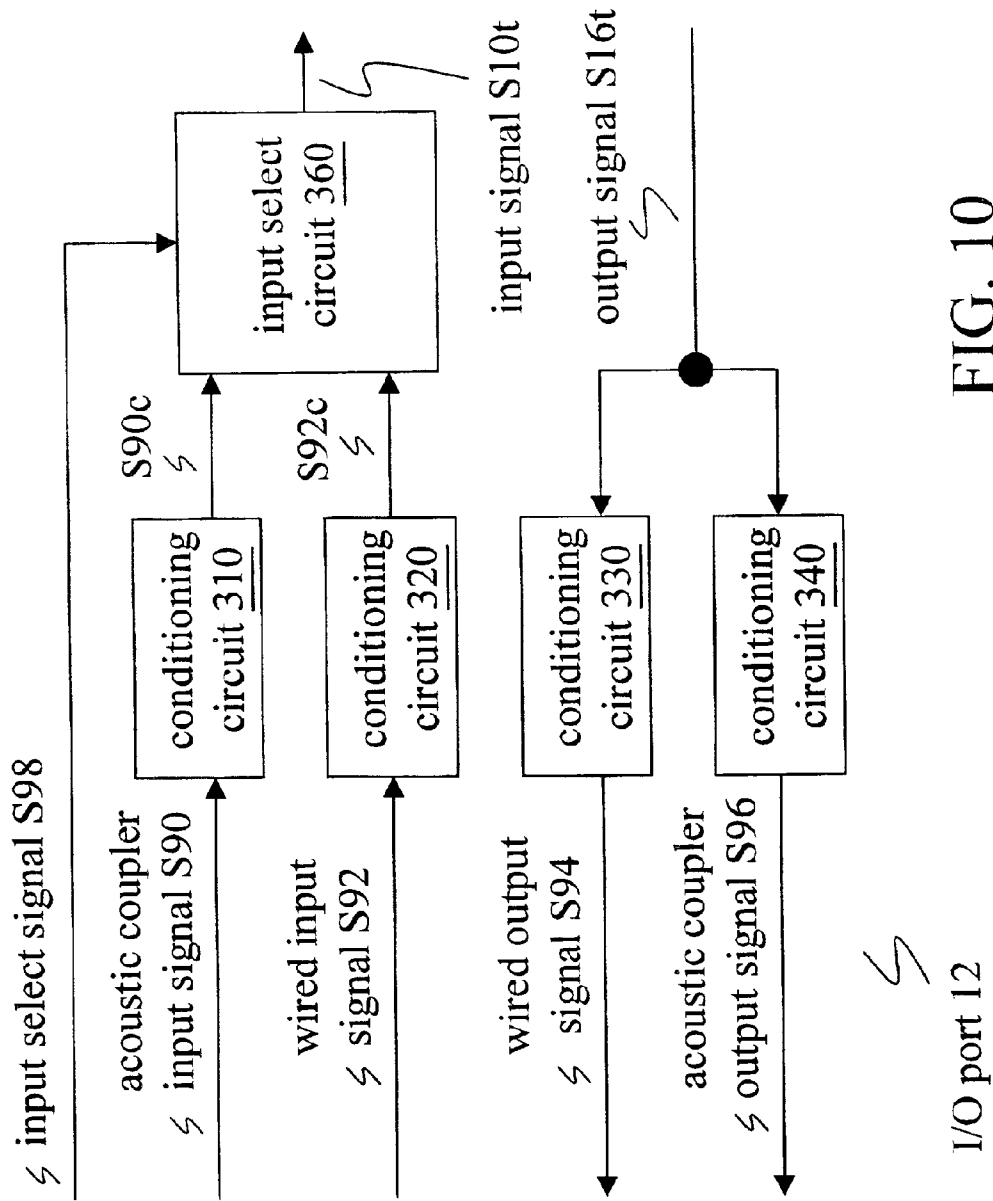 input select signal S98
acoustic coupler
input signal S90
conditioning
circuit 310
S90c
input select
circuit 360
wired input
signal S92
conditioning
circuit 320
S92c
input signal S10t
output signal S16t
wired output
signal S94
conditioning
circuit 330
acoustic coupler
output signal S96
conditioning
circuit 340
I/O port 12
FIG. 10